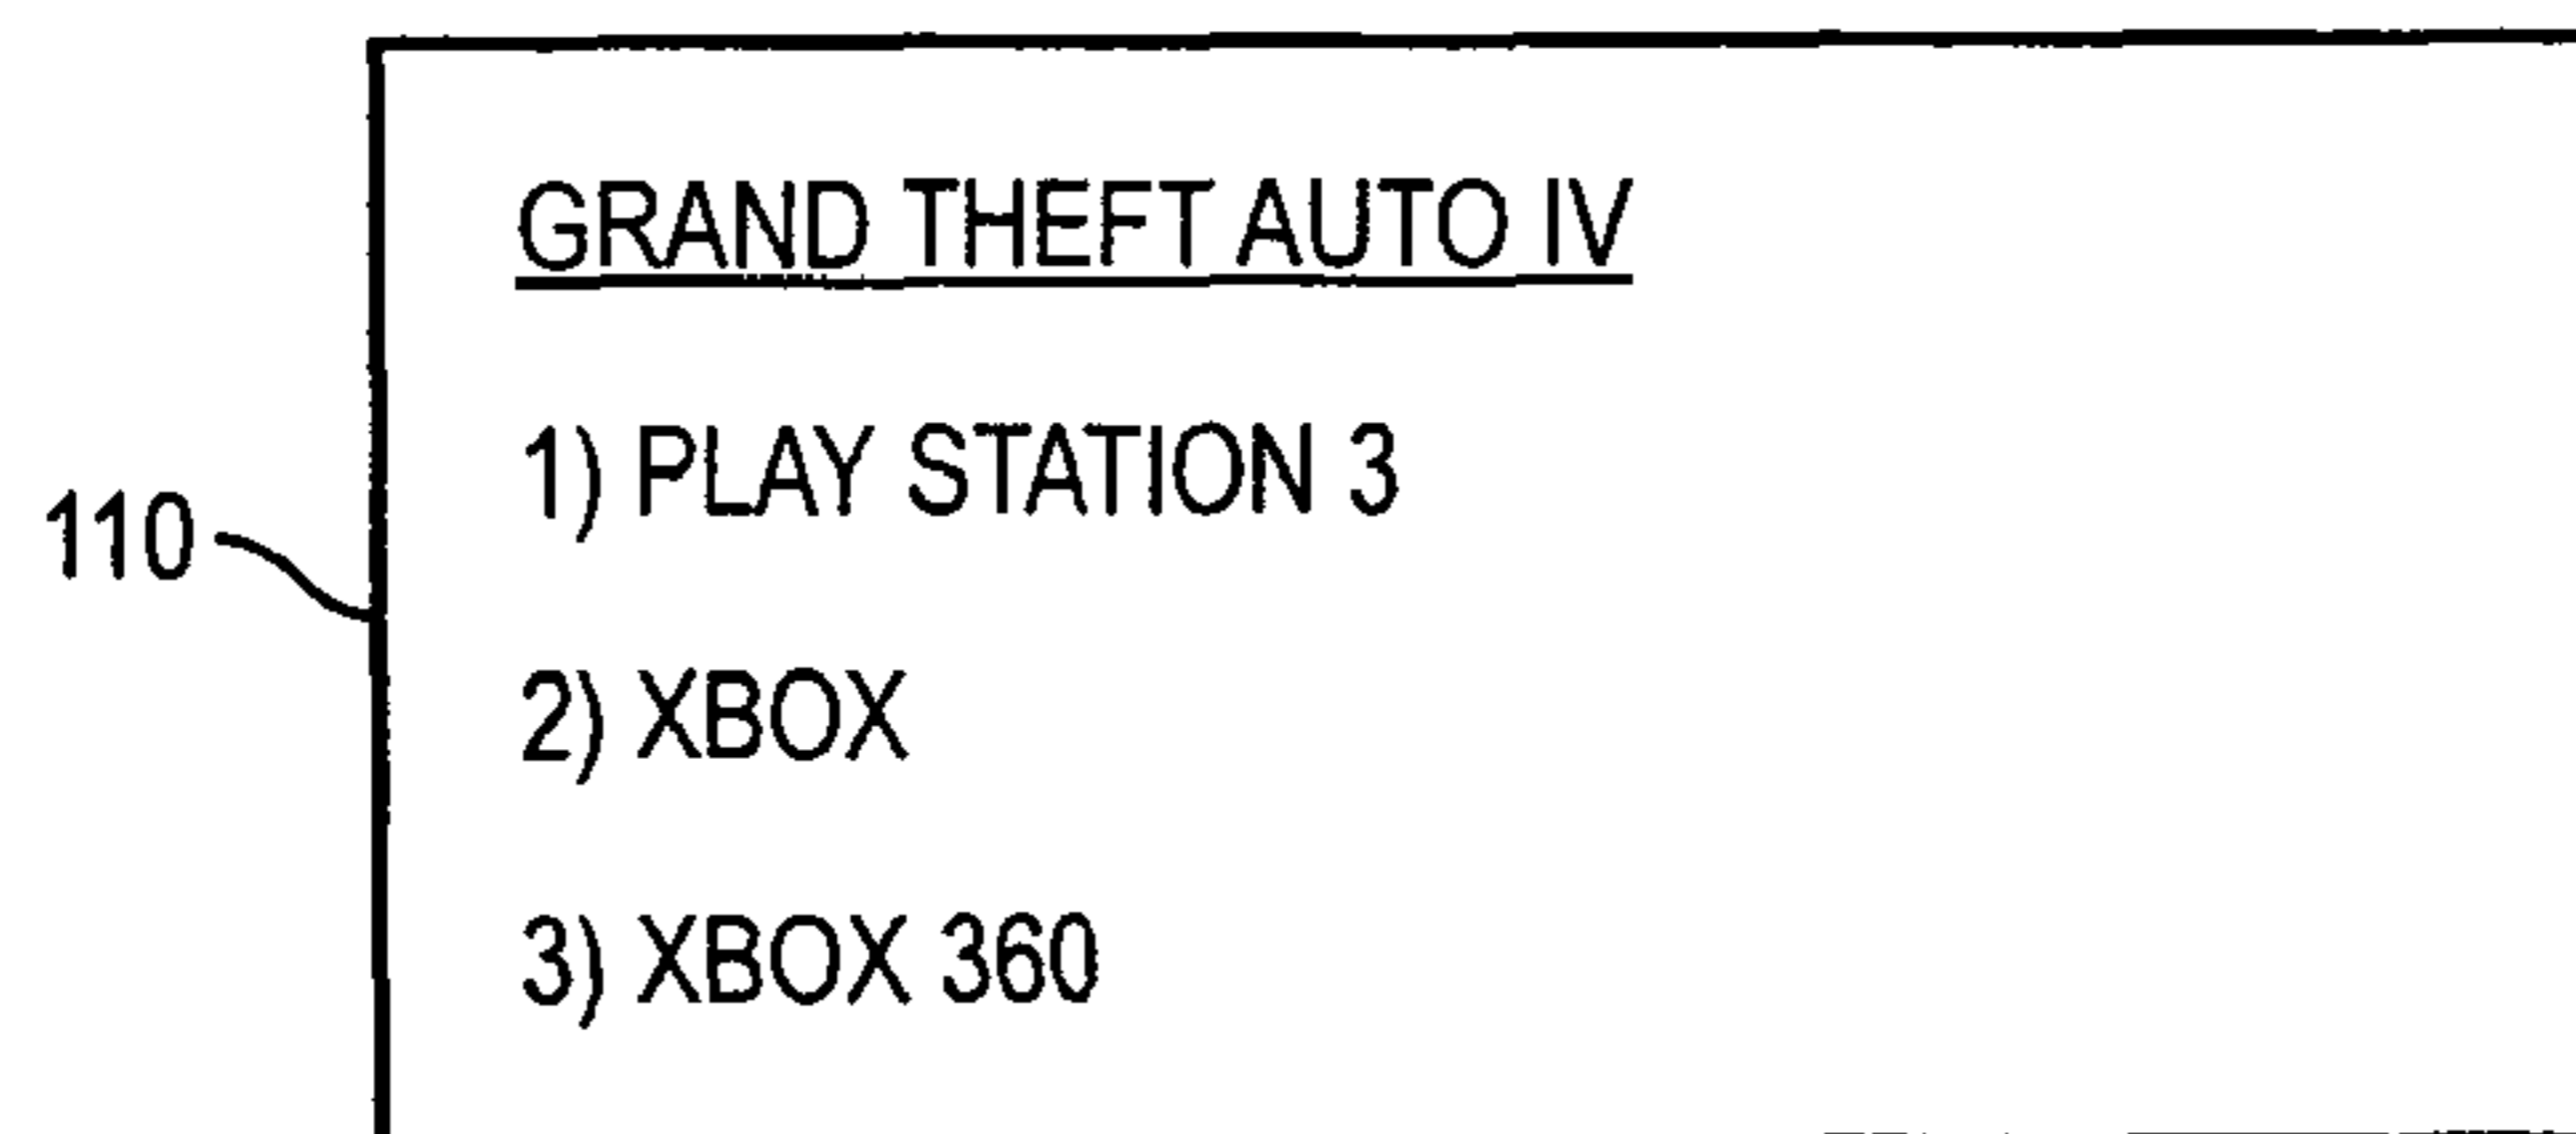 GRAND THEFT AUTO IV
1) PLAY STATION 3
110
2) XBOX
3) XBOX 360